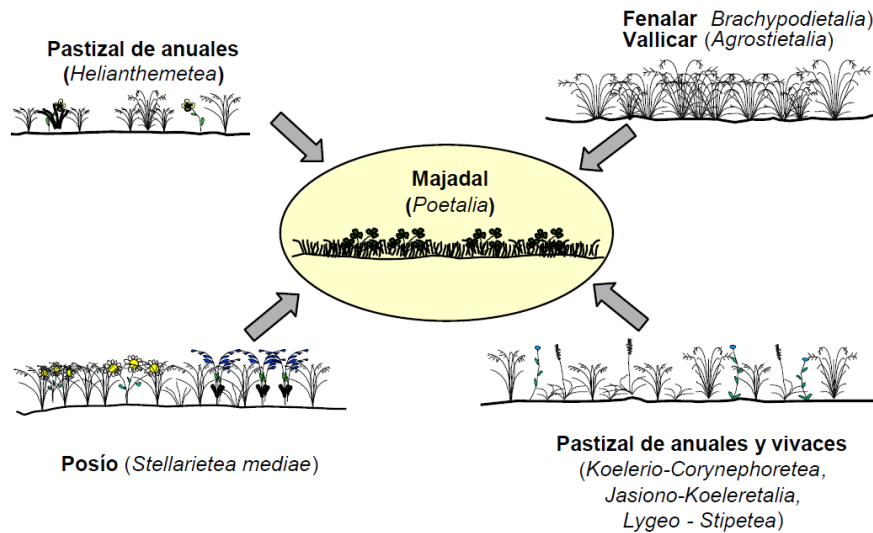 Pastizal de anuales
(Helianthemetea)
Fenalar Brachypodietalia)
Vallicar (Agrostietalia)
Majadal
(Poetalia)
Posío (Stellarietea mediae)
Pastizal de anuales y vivaces
(Koelerio-Corynephoretea,
Jasiono-Koeleretalia,
Lygeo - Stipetea)